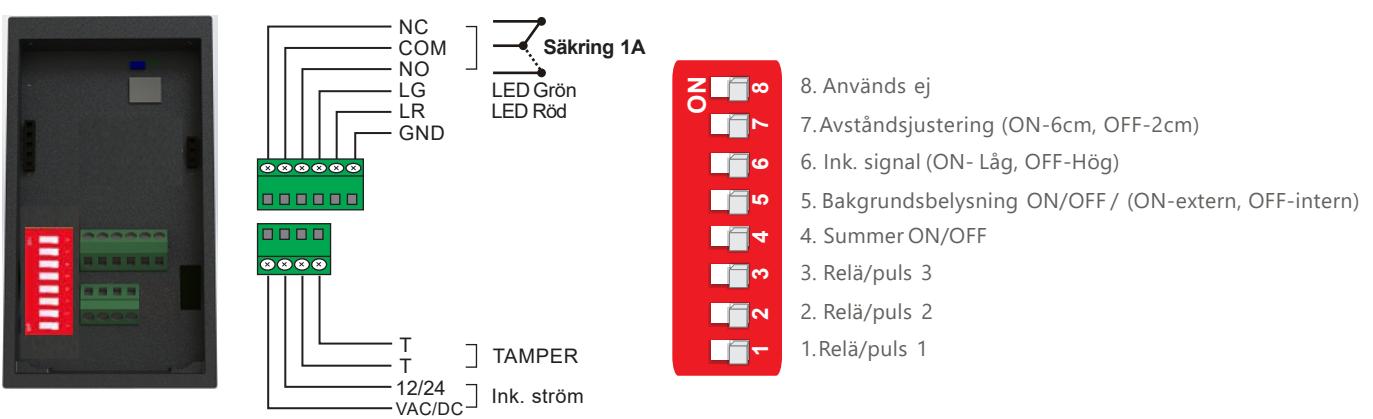 NC
COM
NO
LG
LR
GND
Säkring 1A
LED Grön
LED Röd
T
T
TAMPER
12/24
VAC/DC
Ink. ström
ON
8
7
6
5
4
3
2
1
8. Används ej
7.Avståndsjustering (ON-6cm, OFF-2cm)
6. Ink. signal (ON- Låg, OFF-Hög)
5. Bakgrundsbelysning ON/OFF / (ON-extern, OFF-intern)
4. Summer ON/OFF
3. Relä/puls 3
2. Relä/puls 2
1.Relä/puls 1